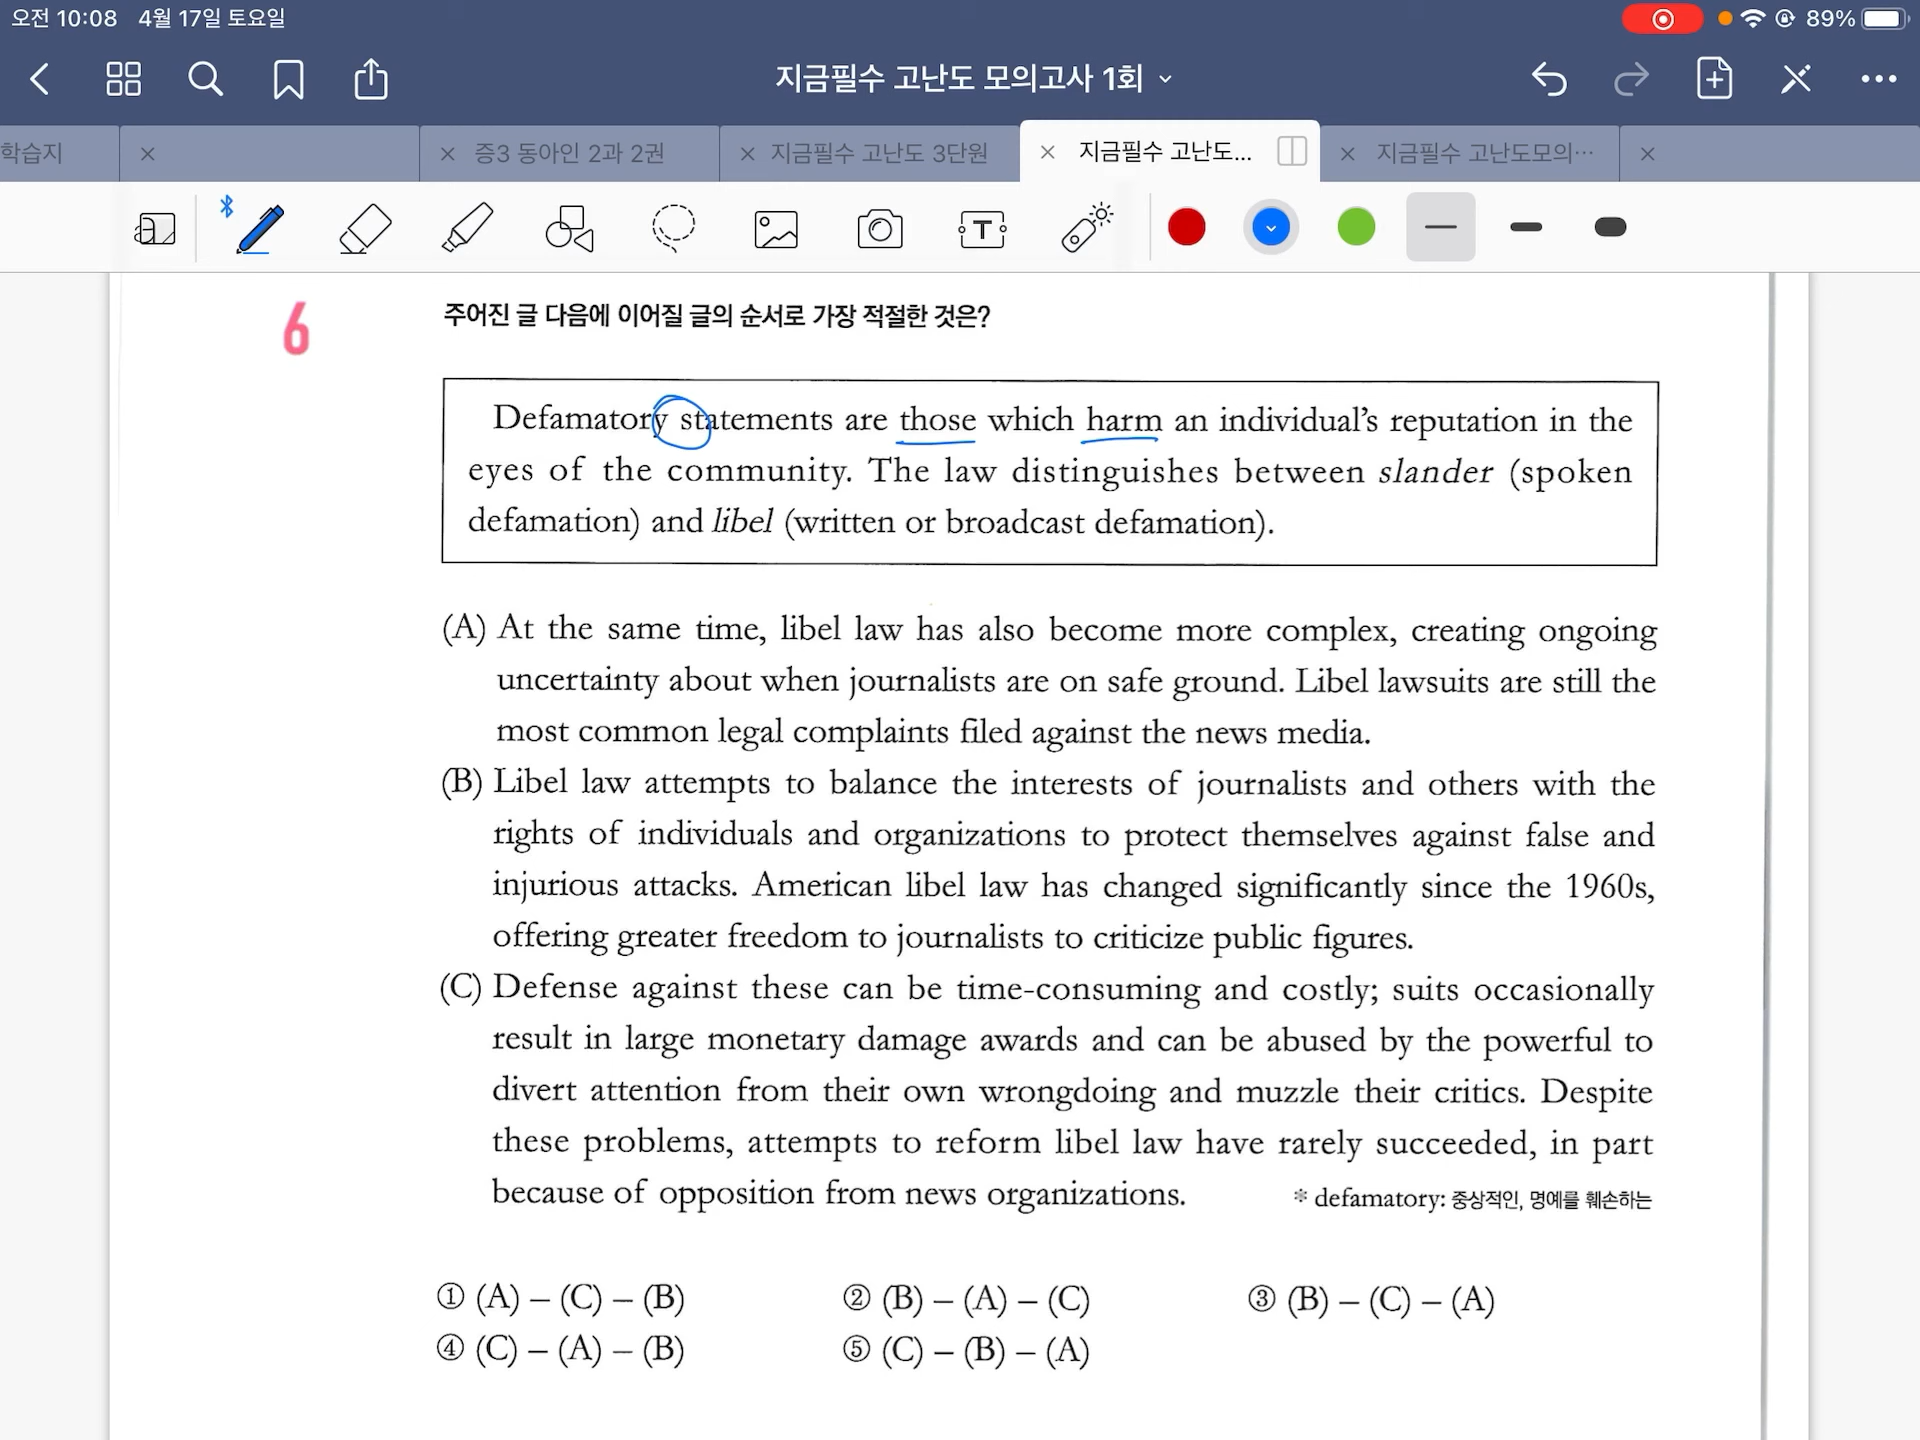 오전 10:08 4월 17일 토요일 89%
지금필수 고난도 모의고사 1회
학습지 증3 동아인 2과 2권 지금필수 고난도 3단원 지금필수 고난도... 지금필수 고난도모의...
6 주어진 글 다음에 이어질 글의 순서로 가장 적절한 것은?
Defamatory statements are those which harm an individual's reputation in the
eyes of the community. The law distinguishes between slander (spoken
defamation) and libel (written or broadcast defamation).
(A) At the same time, libel law has also become more complex, creating ongoing
uncertainty about when journalists are on safe ground. Libel lawsuits are still the
most common legal complaints filed against the news media.
(B) Libel law attempts to balance the interests of journalists and others with the
rights of individuals and organizations to protect themselves against false and
injurious attacks. American libel law has changed significantly since the 1960s,
offering greater freedom to journalists to criticize public figures.
(C) Defense against these can be time-consuming and costly; suits occasionally
result in large monetary damage awards and can be abused by the powerful to
divert attention from their own wrongdoing and muzzle their critics. Despite
these problems, attempts to reform libel law have rarely succeeded, in part
because of opposition from news organizations. * defamatory: 중상적인, 명예를 훼손하는
① (A) – (C) – (B) ② (B) – (A) – (C) ③ (B) – (C) – (A)
④ (C) – (A) – (B) ⑤ (C) – (B) – (A)